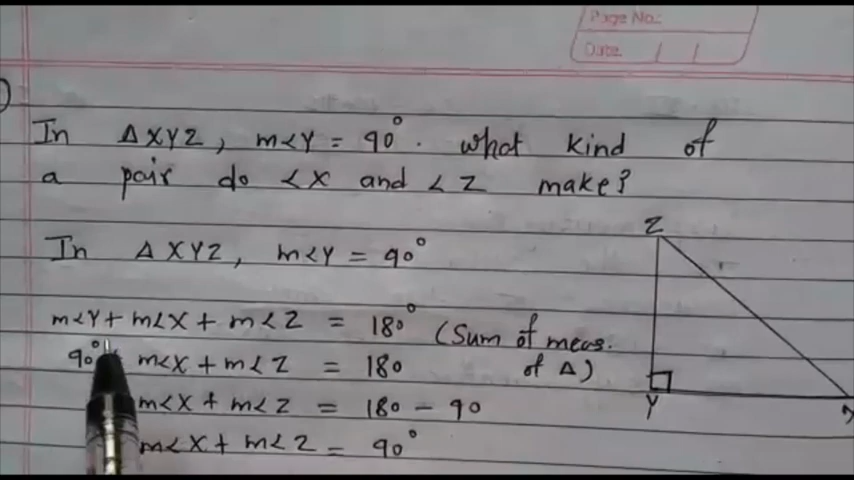 Page No.:
Date
In ΔXYZ, m<Y = 90°. what kind of
a pair do <X and <Z make?
In ΔXYZ, m<Y = 90°
m<Y + m<X + m<Z = 180° (Sum of meas. of Δ)
90° m<X + m<Z = 180
m<X + m<Z = 180 - 90
m<X + m<Z = 90°
Z
Y